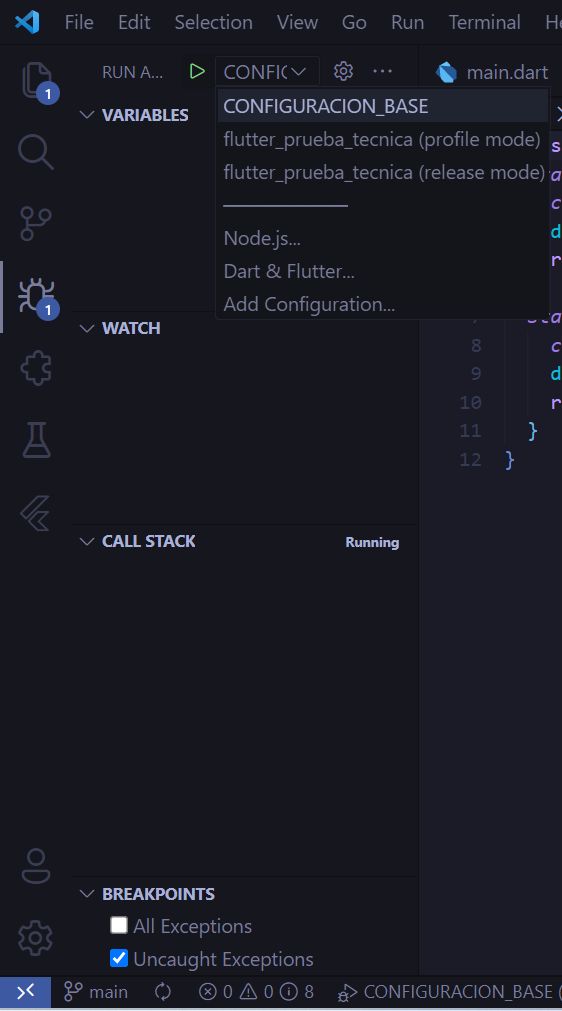 File Edit Selection View Go Run Terminal He
RUN A... CONFIG ...
main.dart
CONFIGURACION_BASE
VARIABLES
flutter_prueba_tecnica (profile mode)
flutter_prueba_tecnica (release mode)
Node.js...
Dart & Flutter...
Add Configuration...
WATCH
8 c
9 d
10 r
11 }
12 }
CALL STACK Running
BREAKPOINTS
All Exceptions
Uncaught Exceptions
main 0 0 8 CONFIGURACION_BASE (
1
1